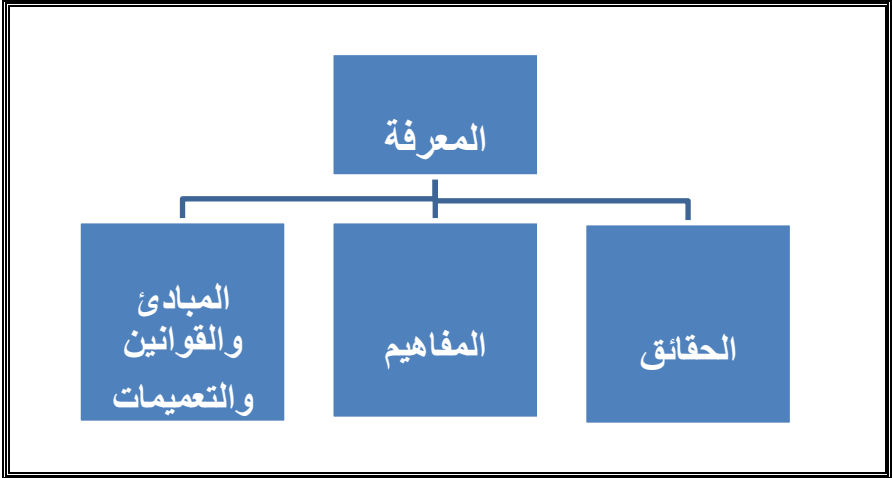 المعرفة
الحقائق
المفاهيم
المبادئ
والقوانين
والتعميمات